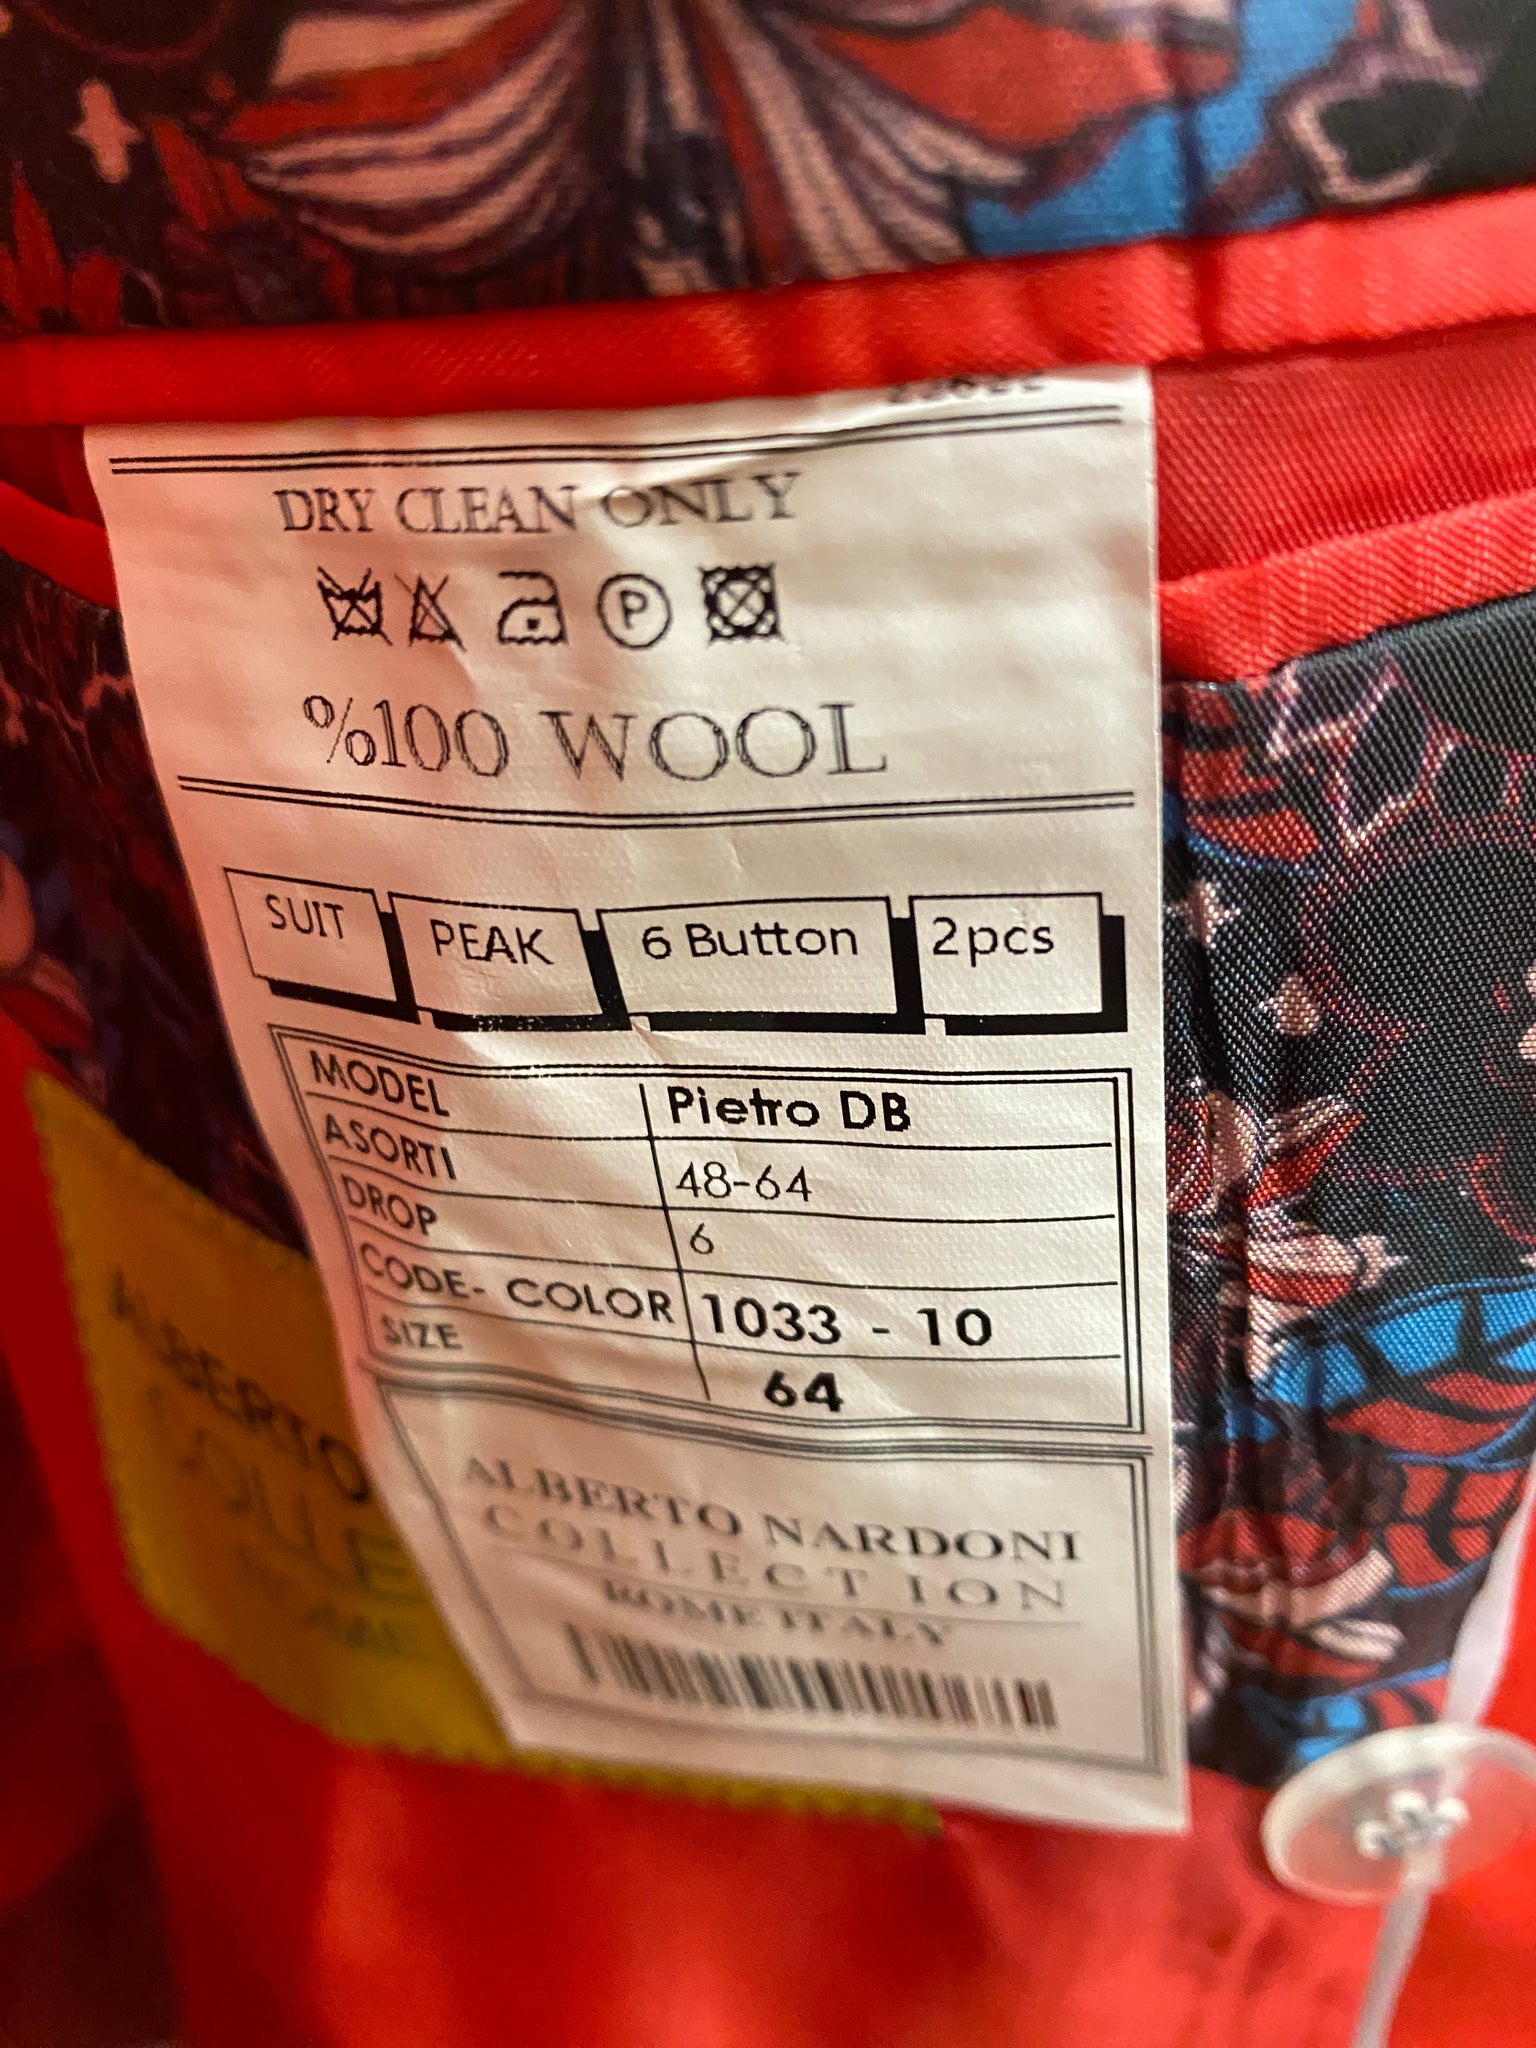 DRY CLEAN ONLY
P
%100 WOOL
SUIT PEAK 6 Button 2pcs
MODEL Pietro DB
ASORTI 48-64
DROP 6
CODE- COLOR 1033 - 10
SIZE 64
ALBERTO NARDONI
COLLECTION
ROME ITALY
ALBERTO